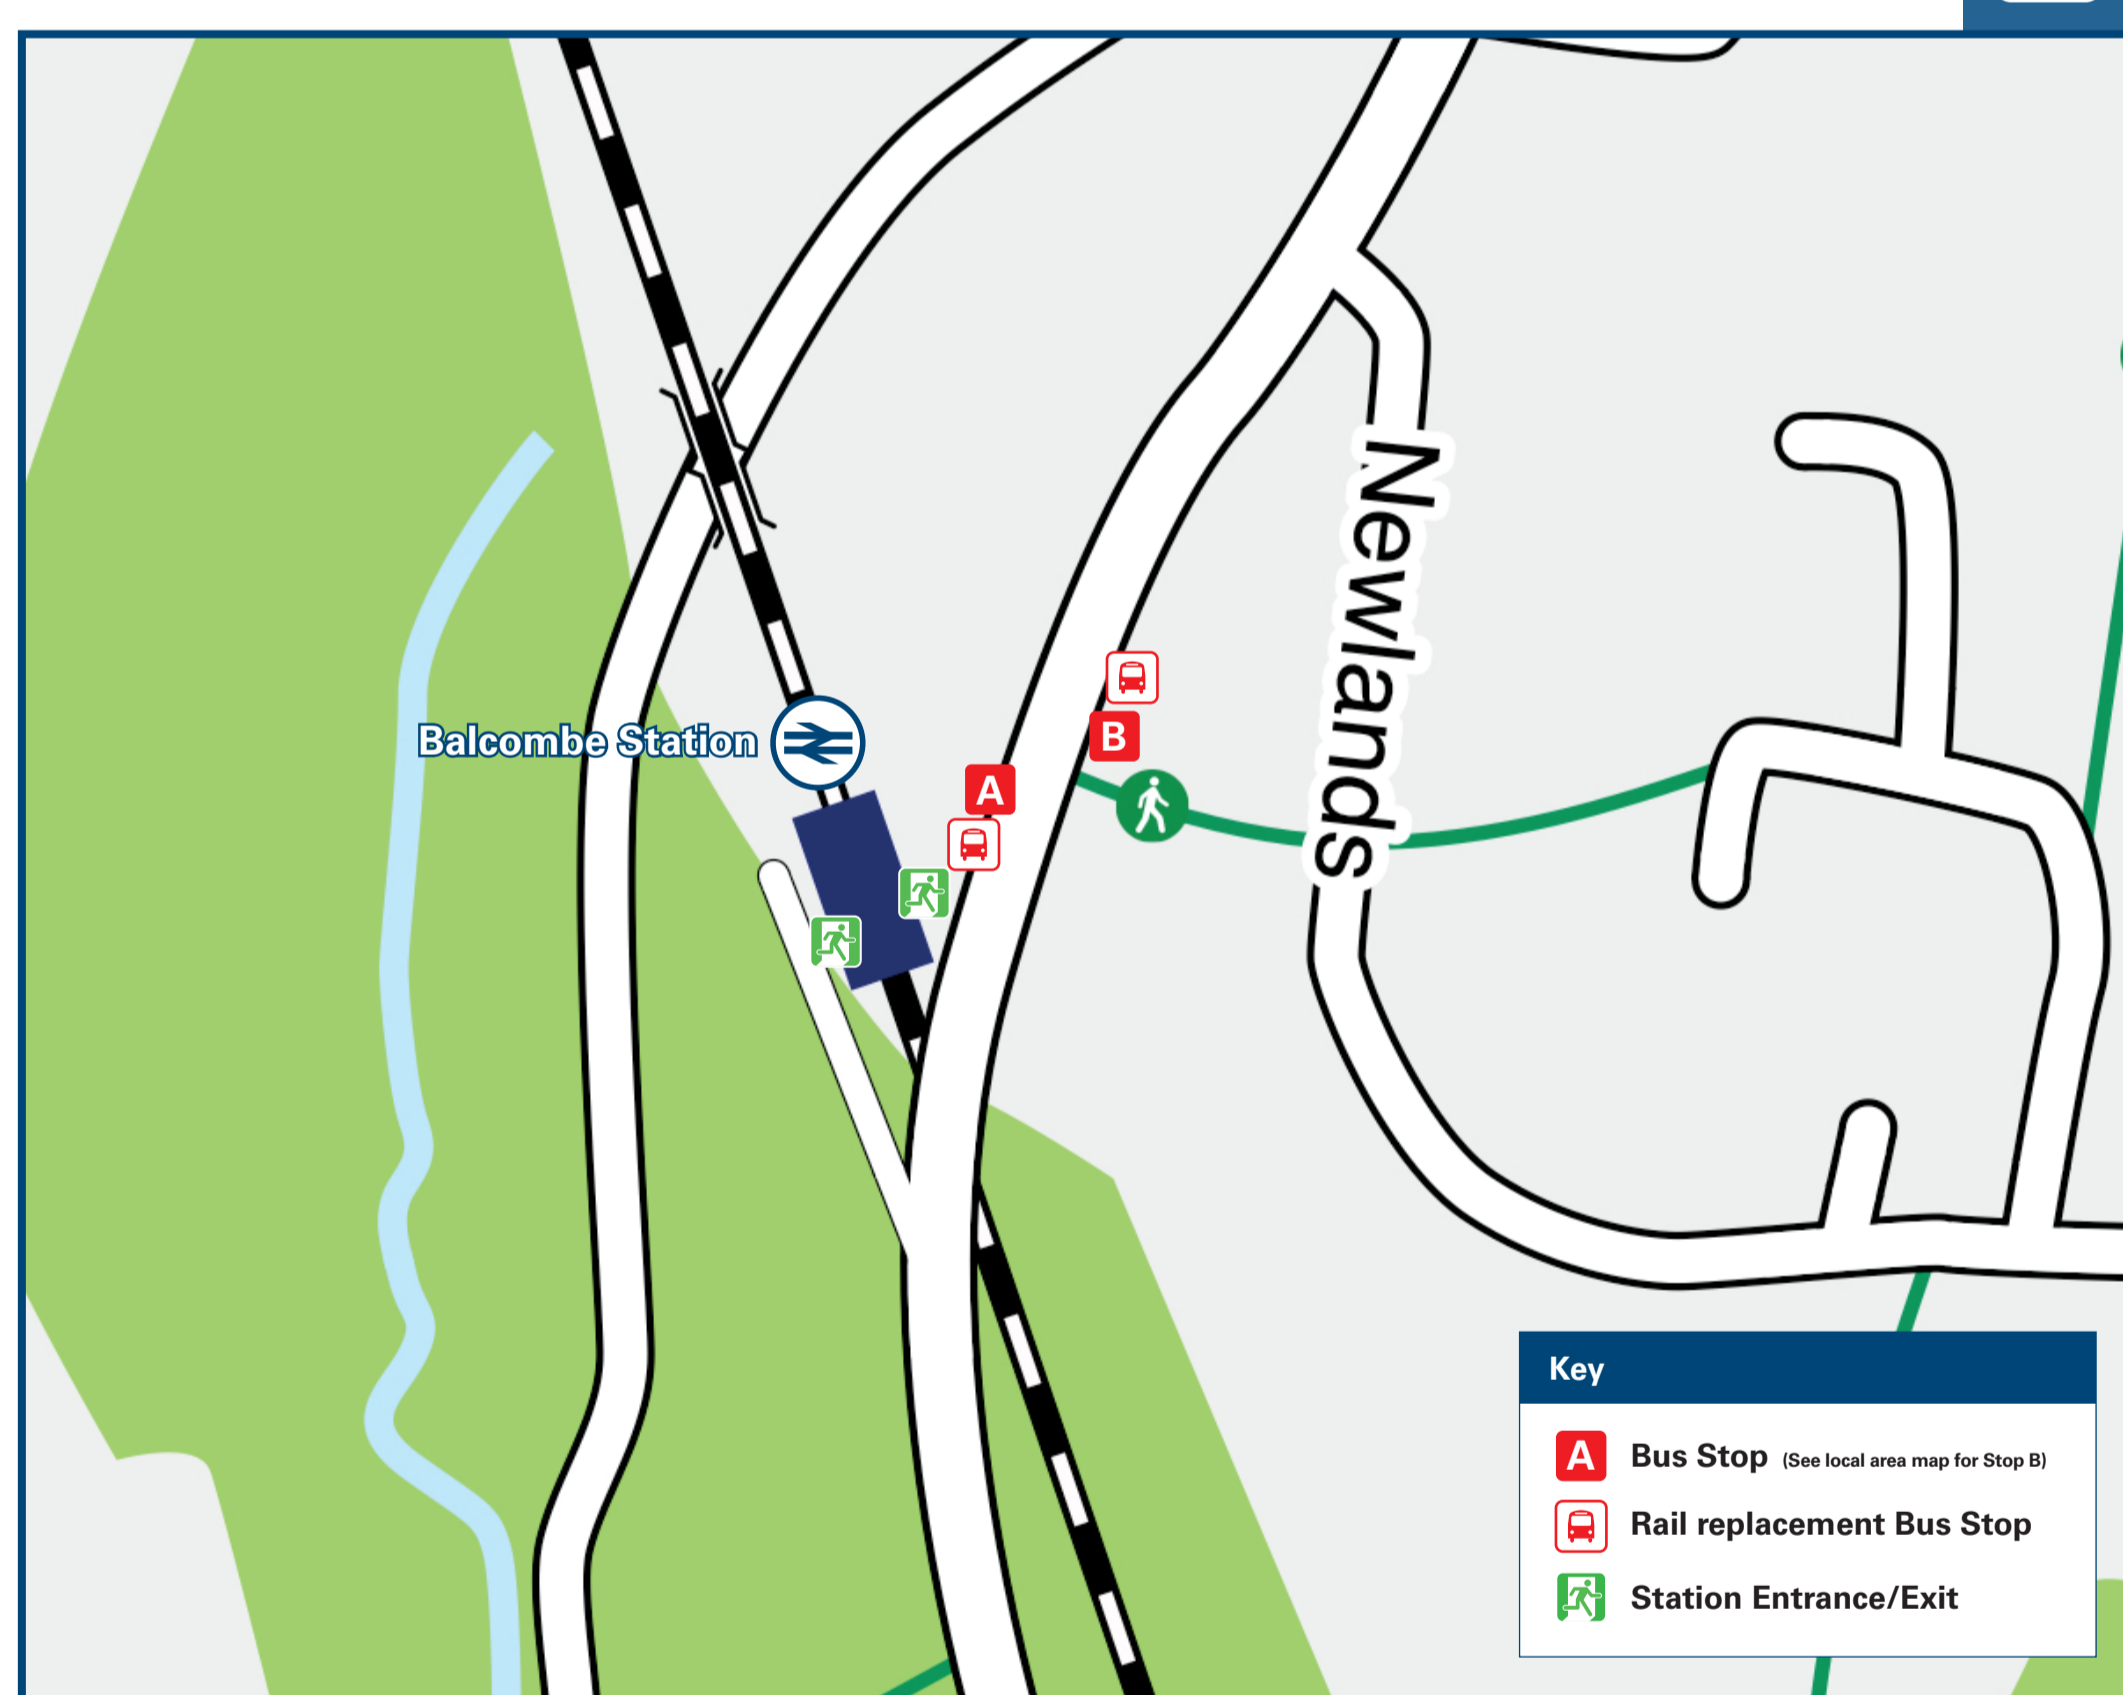 Newlands
Balcombe Station
B
A
Key
A Bus Stop (See local area map for Stop B)
Rail replacement Bus Stop
Station Entrance/Exit